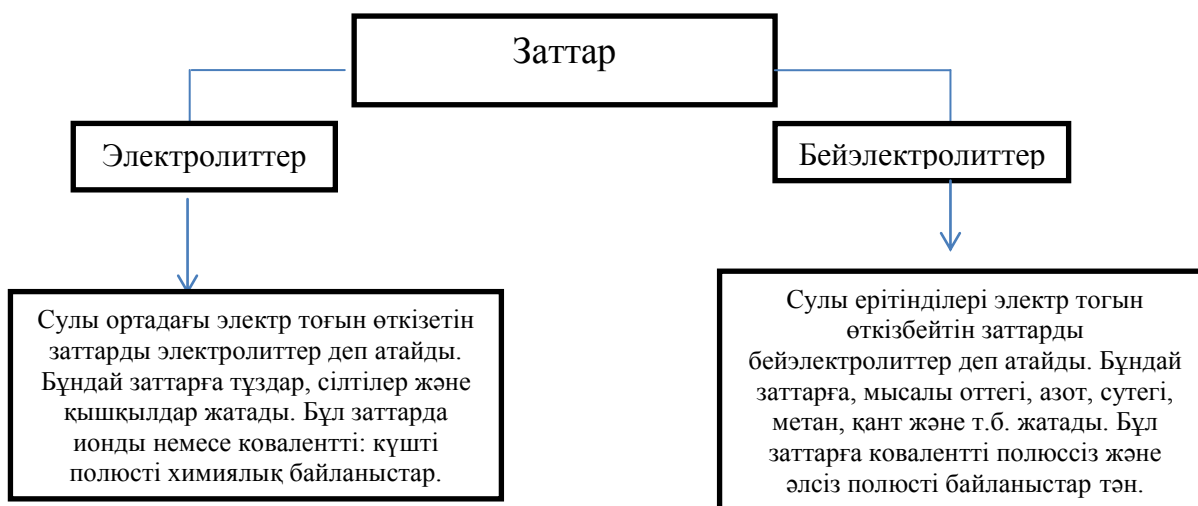 Заттар
Электролиттер
Бейэлектролиттер
Сулы ортадағы электр тоғын өткізетін
заттарды электролиттер деп атайды.
Бұндай заттарға тұздар, сілтілер және
қышқылдар жатады. Бұл заттарда
ионды немесе ковалентті: күшті
полюсті химиялық байланыстар.
Сулы ерітінділері электр тогын
өткізбейтін заттарды
бейэлектролиттер деп атайды. Бұндай
заттарға, мысалы оттегі, азот, сутегі,
метан, қант және т.б. жатады. Бұл
заттарға ковалентті полюссіз және
әлсіз полюсті байланыстар тән.